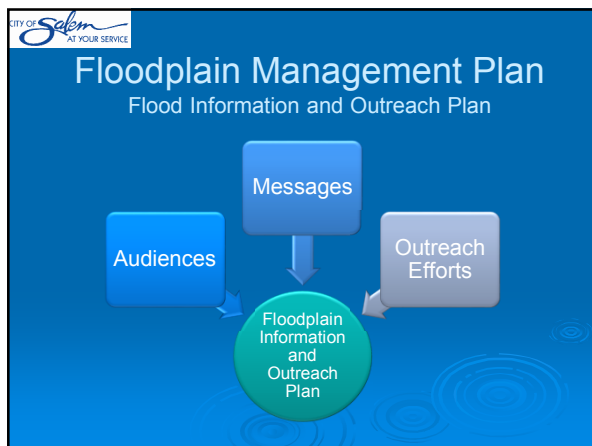 CITY OF Salem
AT YOUR SERVICE
Floodplain Management Plan
Flood Information and Outreach Plan
Messages
Audiences
Outreach
Efforts
Floodplain
Information
and
Outreach
Plan